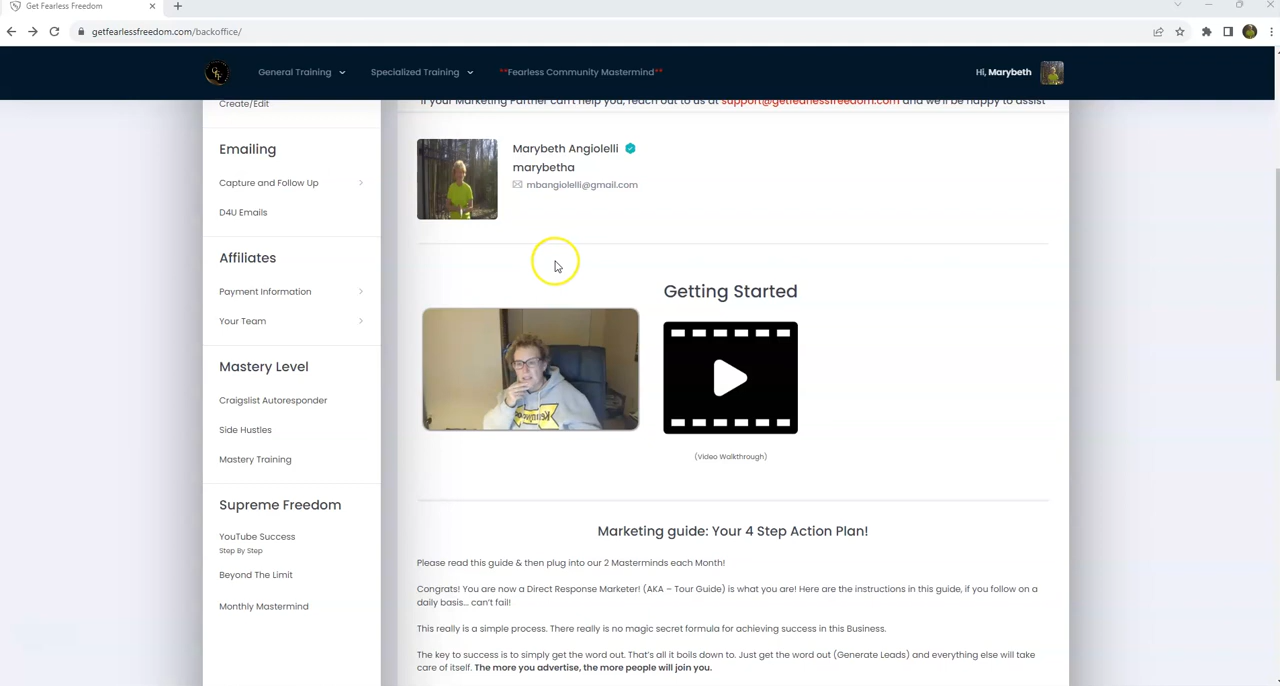 Get Fearless Freedom
getfearlessfreedom.com/backoffice/
General Training
Specialized Training
**Fearless Community Mastermind**
Hi, Marybeth
Create/Edit
Emailing
Capture and Follow Up
D4U Emails
Affiliates
Payment Information
Your Team
Mastery Level
Craigslist Autoresponder
Side Hustles
Mastery Training
Supreme Freedom
YouTube Success
Step By Step
Beyond The Limit
Monthly Mastermind
If your Marketing Partner can't help you, reach out to us at support@getfearlessfreedom.com and we'll be happy to assist
Marybeth Angiolelli
marybetha
mbangiolelli@gmail.com
Getting Started
(Video Walkthrough)
Marketing guide: Your 4 Step Action Plan!
Please read this guide & then plug into our 2 Masterminds each Month!
Congrats! You are now a Direct Response Marketer! (AKA – Tour Guide) is what you are! Here are the instructions in this guide, if you follow on a
daily basis... can't fail!
This really is a simple process. There really is no magic secret formula for achieving success in this Business.
The key to success is to simply get the word out. That's all it boils down to. Just get the word out (Generate Leads) and everything else will take
care of itself. The more you advertise, the more people will join you.